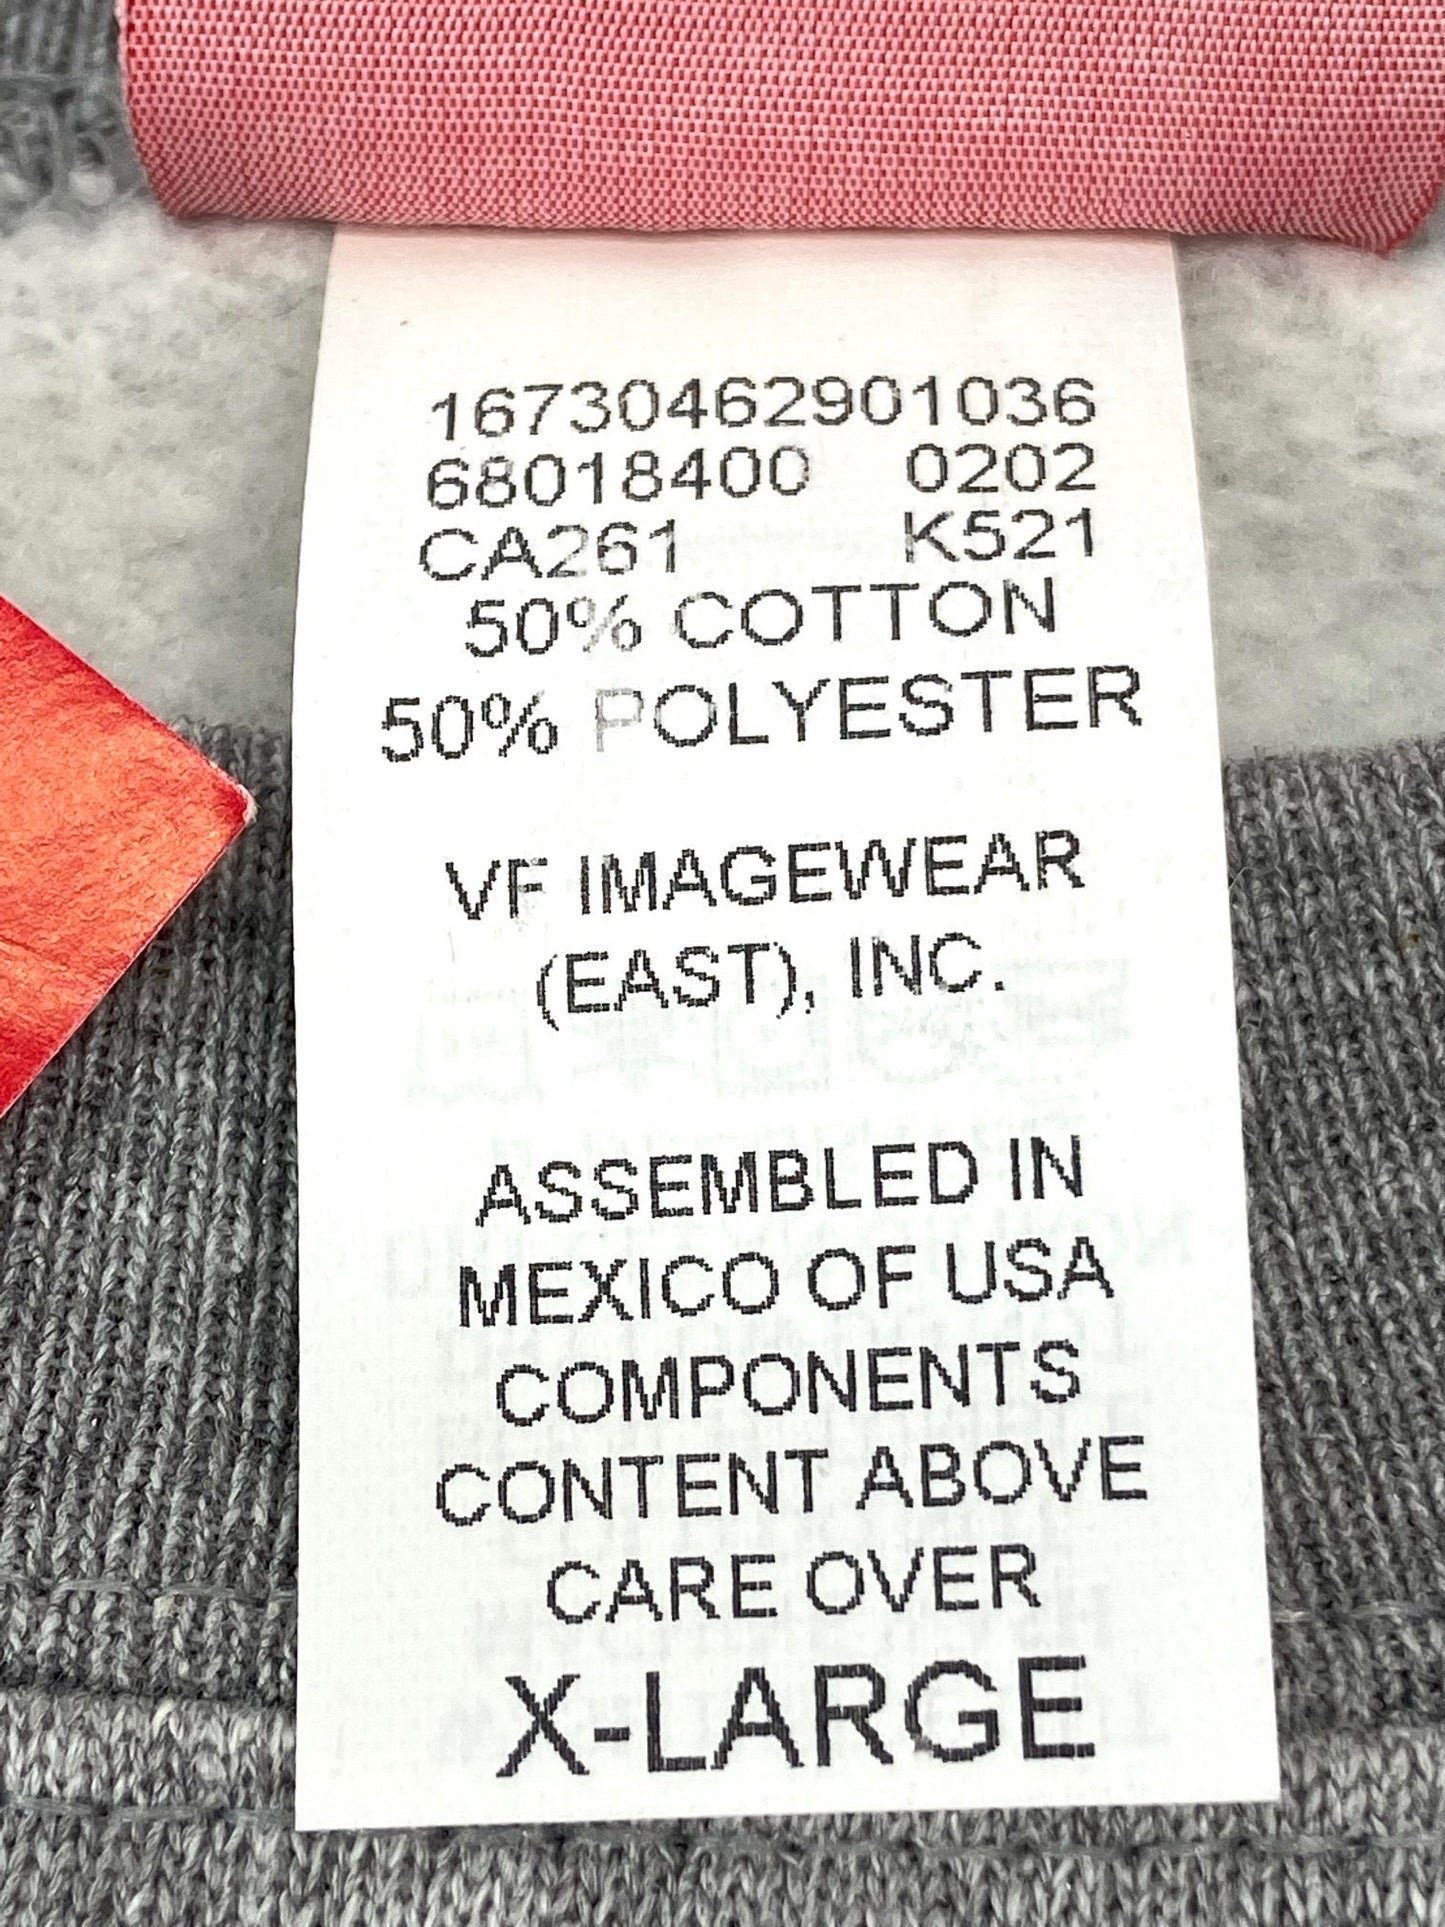 16730462901036
68018400 0202
CA261 K521
50% COTTON
50% POLYESTER
VF IMAGEWEAR
(EAST), INC.
ASSEMBLED IN
MEXICO OF USA
COMPONENTS
CONTENT ABOVE
CARE OVER
X-LARGE